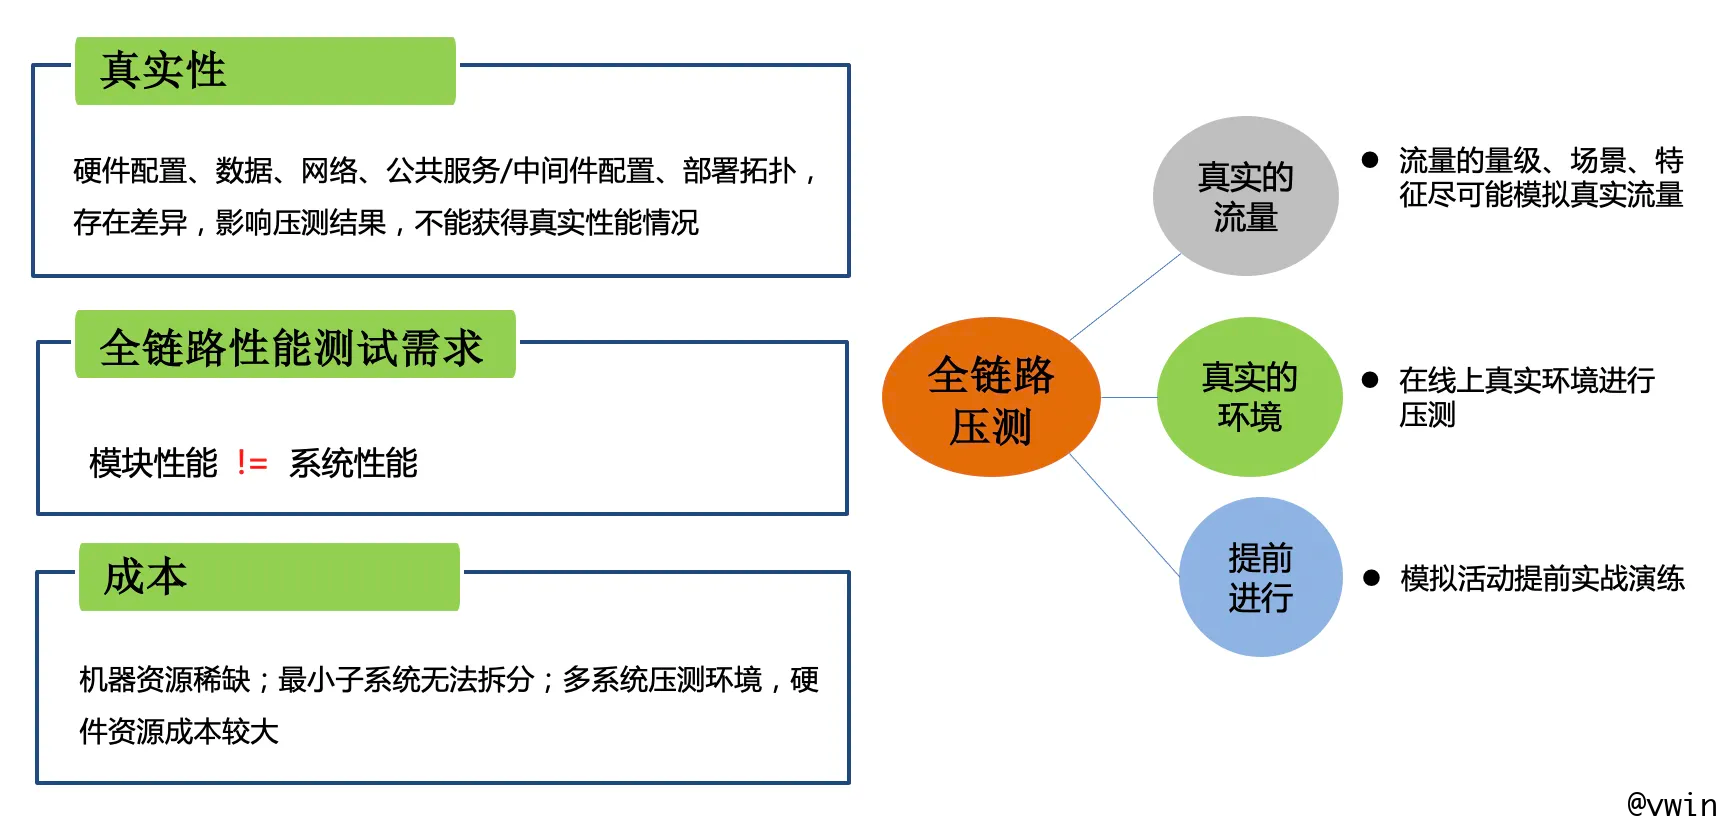 真实性
硬件配置、数据、网络、公共服务/中间件配置、部署拓扑，
存在差异，影响压测结果，不能获得真实性能情况
全链路性能测试需求
模块性能 != 系统性能
成本
机器资源稀缺；最小子系统无法拆分；多系统压测环境，硬
件资源成本较大
全链路
压测
真实的
流量
● 流量的量级、场景、特
征尽可能模拟真实流量
真实的
环境
● 在线上真实环境进行
压测
提前
进行
● 模拟活动提前实战演练
@vwin